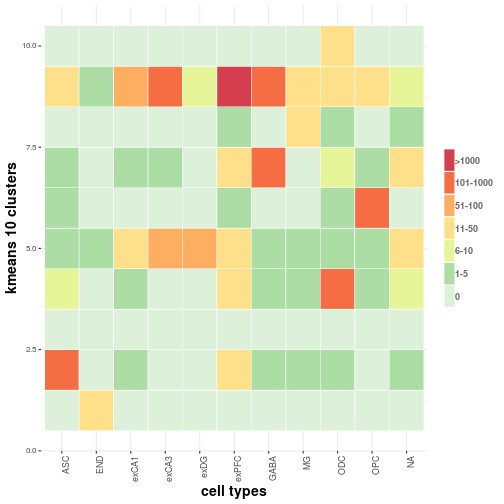 10.0
7.5
5.0
2.5
0.0
kmeans 10 clusters
ASC
END
exCA1
exCA3
exDG
exPFC
GABA
MG
ODC
OPC
NA
cell types
>1000
101-1000
51-100
11-50
6-10
1-5
0